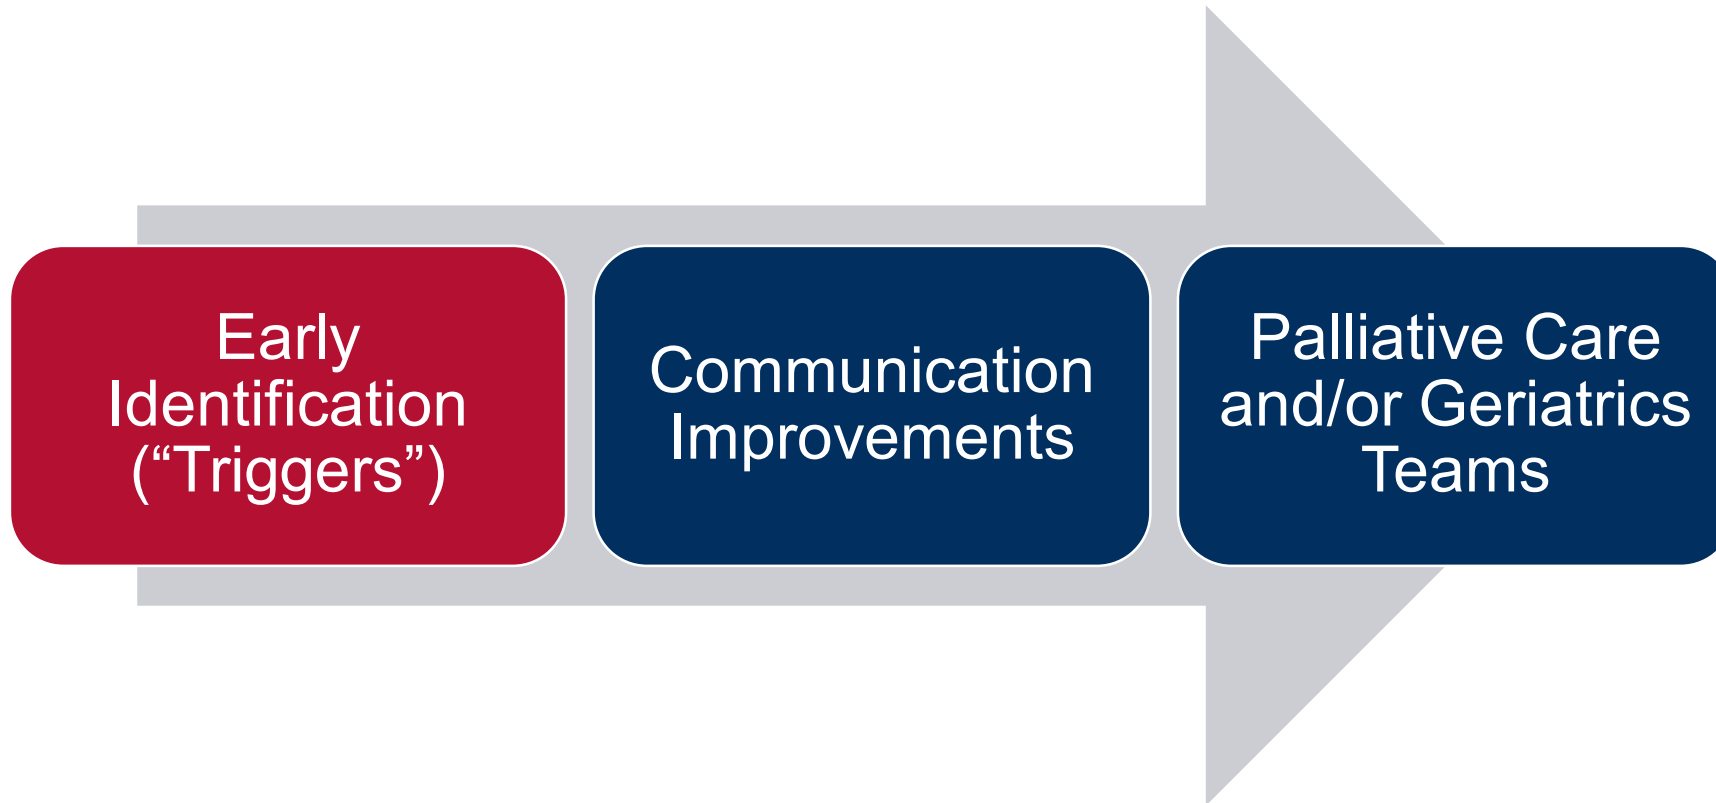 Early
Identification
(“Triggers”)
Communication
Improvements
Palliative Care
and/or Geriatrics
Teams